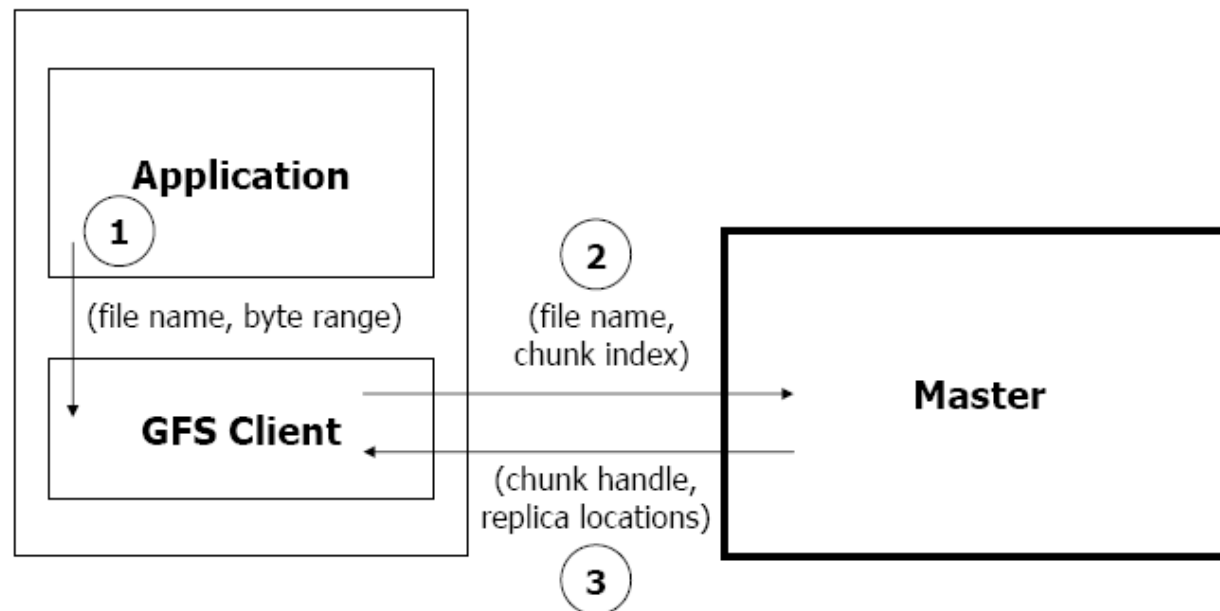 Application
1
(file name, byte range)
GFS Client
2
(file name,
chunk index)
Master
(chunk handle,
replica locations)
3